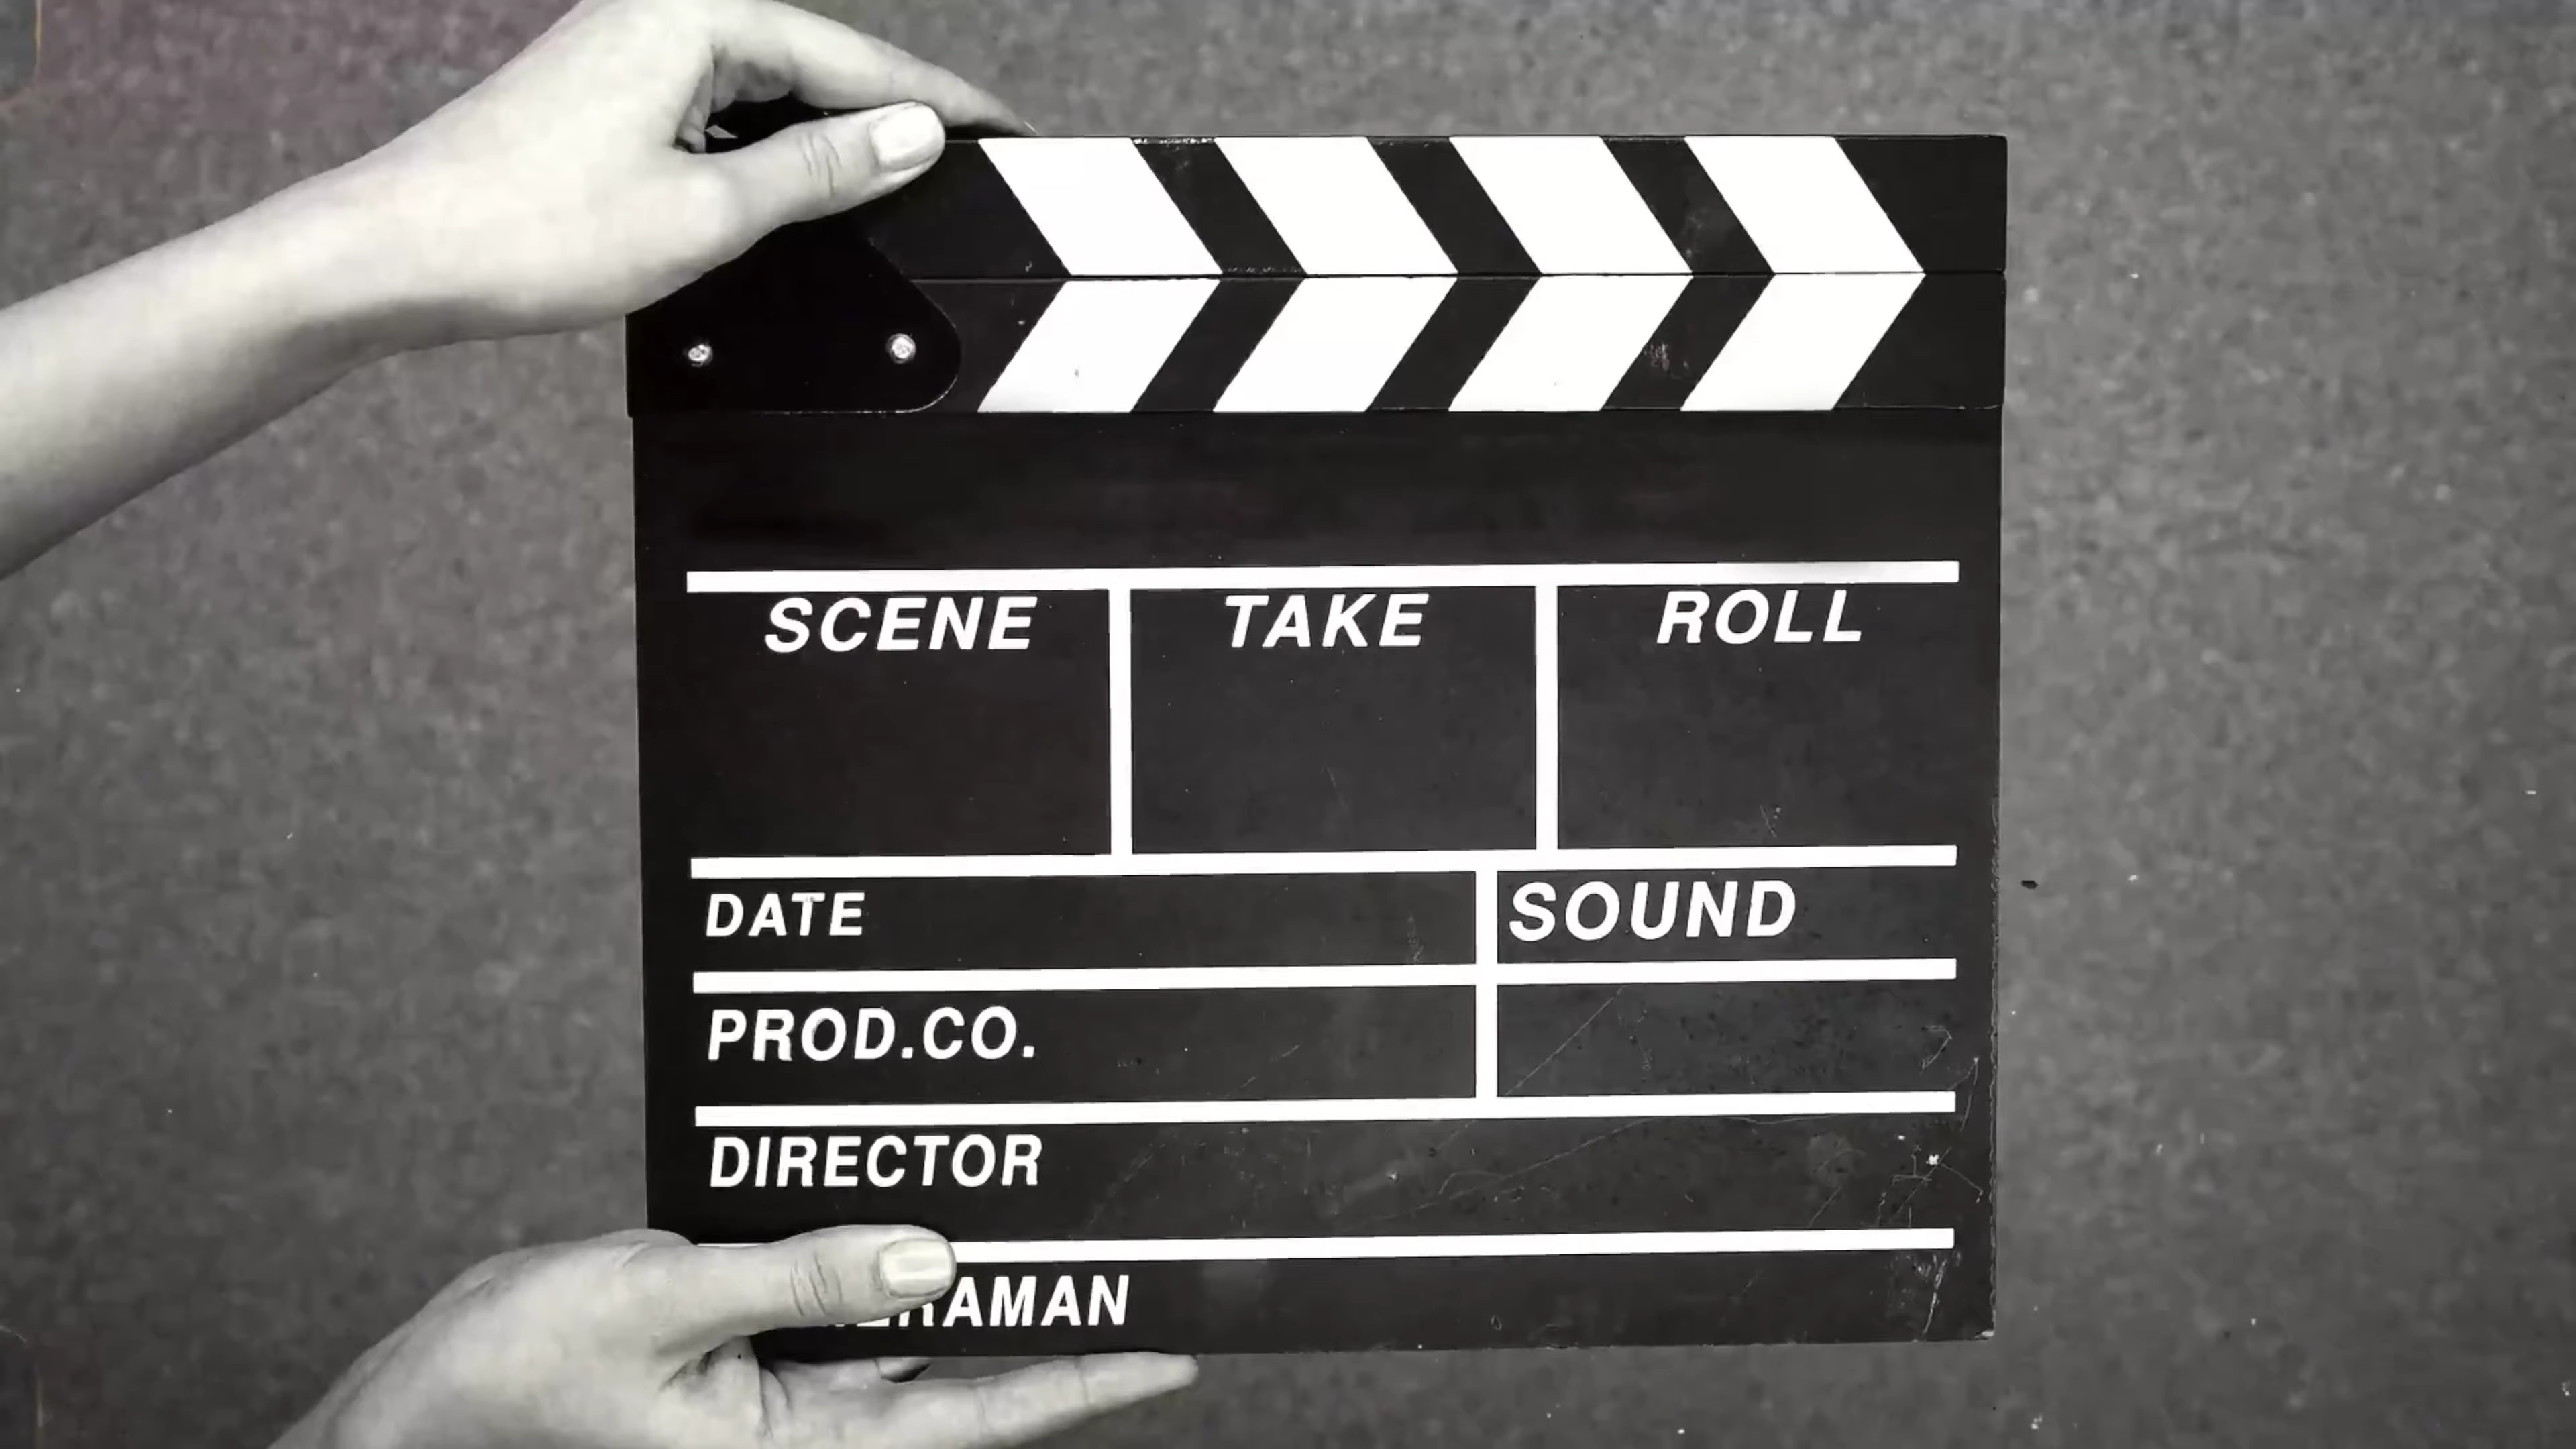 SCENE TAKE ROLL
DATE SOUND
PROD.CO.
DIRECTOR